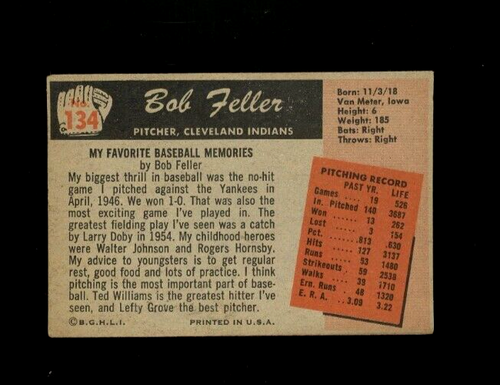 No.
134
Bob Feller
PITCHER, CLEVELAND INDIANS
Born: 11/3/18
Van Meter, Iowa
Height: 6
Weight: 185
Bats: Right
Throws: Right
MY FAVORITE BASEBALL MEMORIES
by Bob Feller
My biggest thrill in baseball was the no-hit
game I pitched against the Yankees in
April, 1946. We won 1-0. That was also the
most exciting game I've played in. The
greatest fielding play I've seen was a catch
by Larry Doby in 1954. My childhood-heroes
were Walter Johnson and Rogers Hornsby.
My advice to youngsters is to get regular
rest, good food and lots of practice. I think
pitching is the most important part of base-
ball. Ted Williams is the greatest hitter I've
seen, and Lefty Grove the best pitcher.
©B.G.H.L.I. PRINTED IN U.S.A.
PITCHING RECORD
PAST YR. LIFE
Games 19 526
In. Pitched 140 3687
Won 13 262
Lost 3 154
Pct. .813 .630
Hits 127 3137
Runs 53 1480
Strikeouts 59 2536
Walks 39 1710
Ern. Runs 48 1320
E. R. A. 3.09 3.22